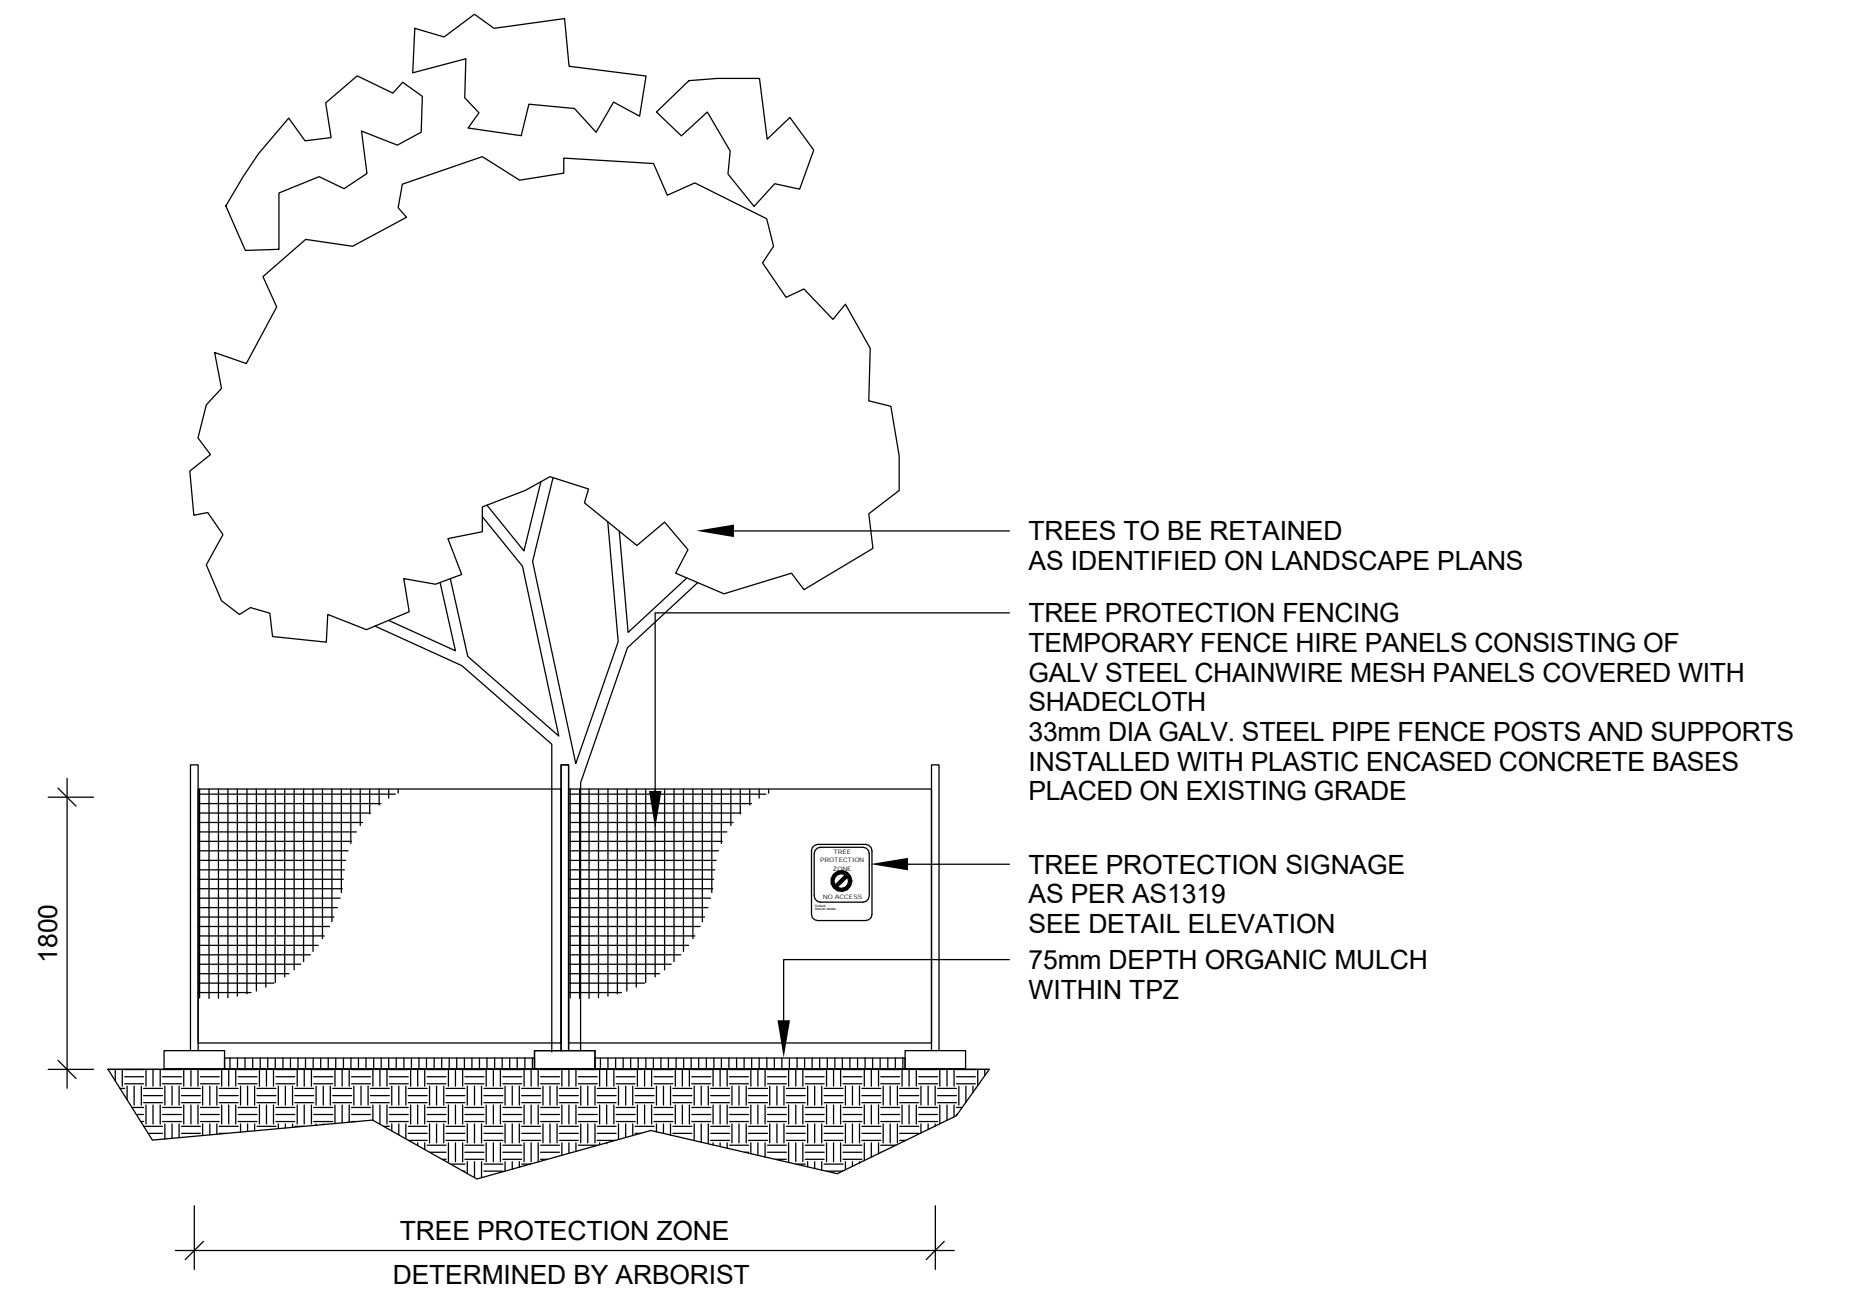 TREES TO BE RETAINED
AS IDENTIFIED ON LANDSCAPE PLANS
TREE PROTECTION FENCING
TEMPORARY FENCE HIRE PANELS CONSISTING OF
GALV STEEL CHAINWIRE MESH PANELS COVERED WITH
SHADECLOTH
33mm DIA GALV. STEEL PIPE FENCE POSTS AND SUPPORTS
INSTALLED WITH PLASTIC ENCASED CONCRETE BASES
PLACED ON EXISTING GRADE
TREE
PROTECTION
ZONE
NO ACCESS
TREE PROTECTION SIGNAGE
AS PER AS1319
SEE DETAIL ELEVATION
75mm DEPTH ORGANIC MULCH
WITHIN TPZ
1800
TREE PROTECTION ZONE
DETERMINED BY ARBORIST